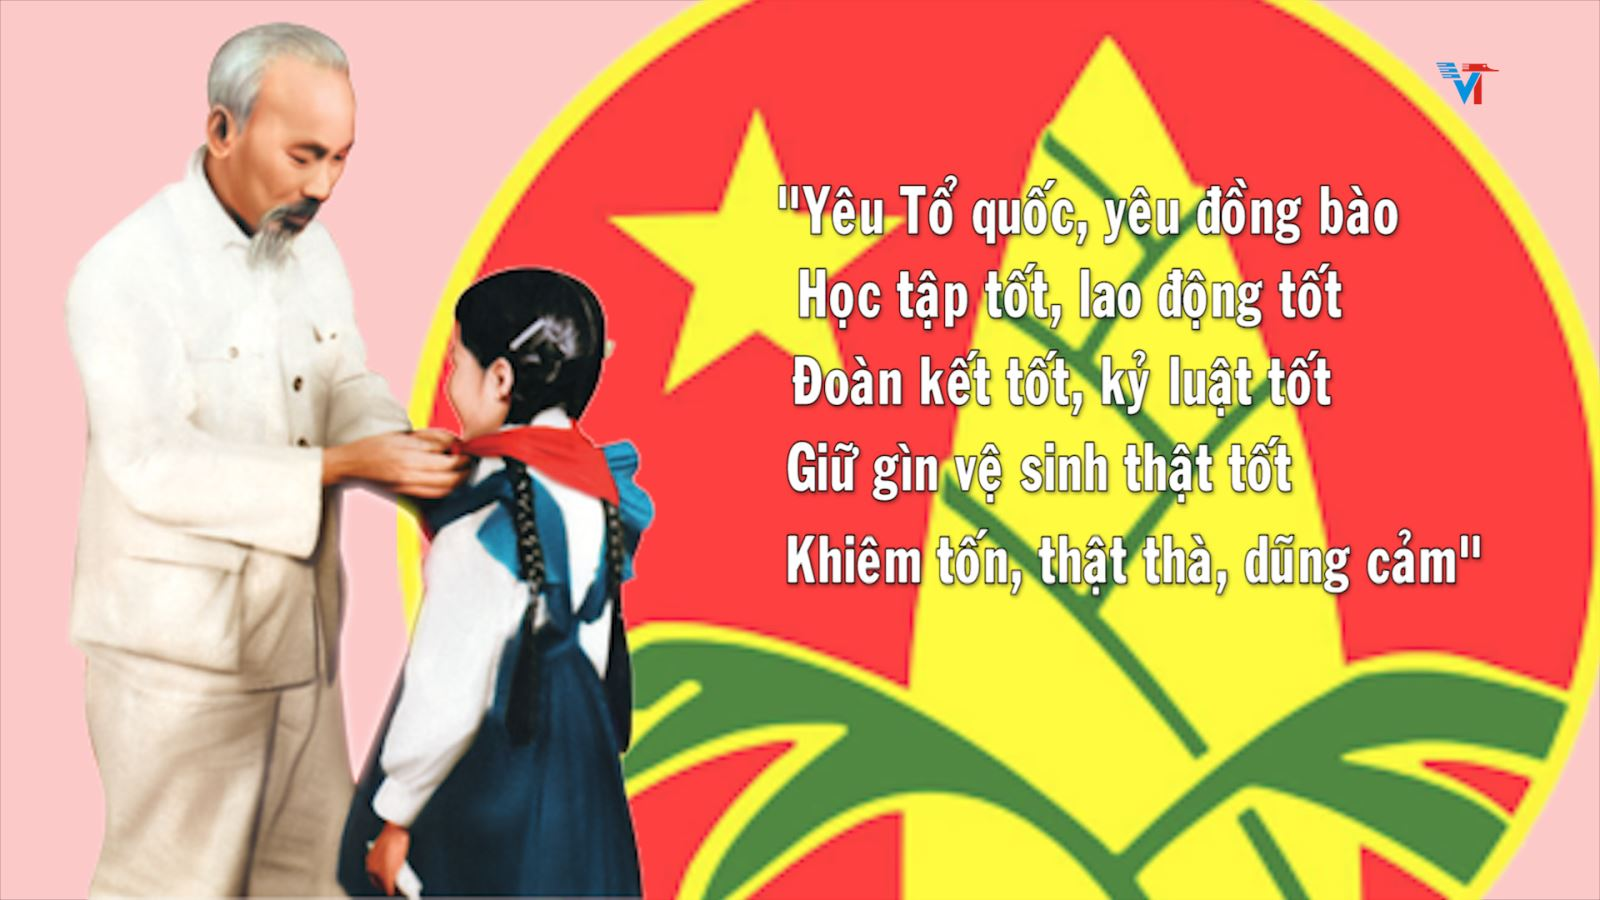 VT
"Yêu Tổ quốc, yêu đồng bào
Học tập tốt, lao động tốt
Đoàn kết tốt, kỷ luật tốt
Giữ gìn vệ sinh thật tốt
Khiêm tốn, thật thà, dũng cảm"